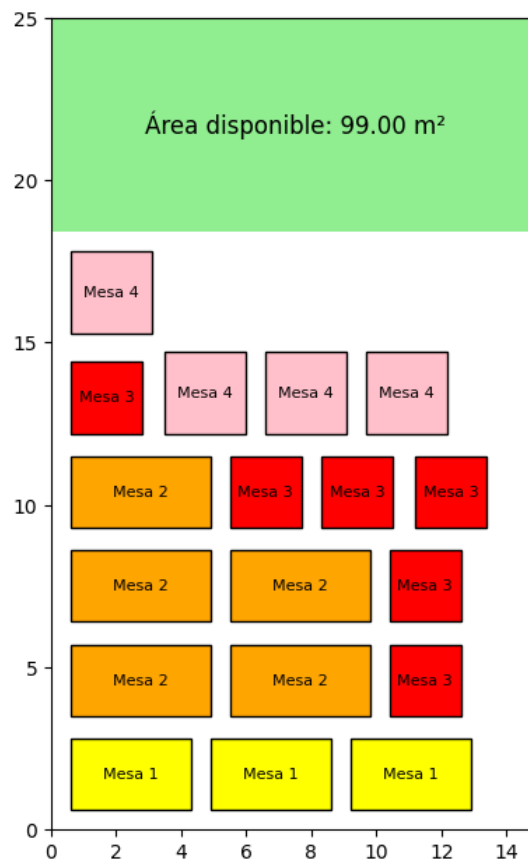 25
Área disponible: 99.00 m²
20
Mesa 4
15
Mesa 3 Mesa 4 Mesa 4 Mesa 4
Mesa 2 Mesa 3 Mesa 3 Mesa 3
10
Mesa 2 Mesa 2 Mesa 3
5
Mesa 2 Mesa 2 Mesa 3
Mesa 1 Mesa 1 Mesa 1
0
0 2 4 6 8 10 12 14